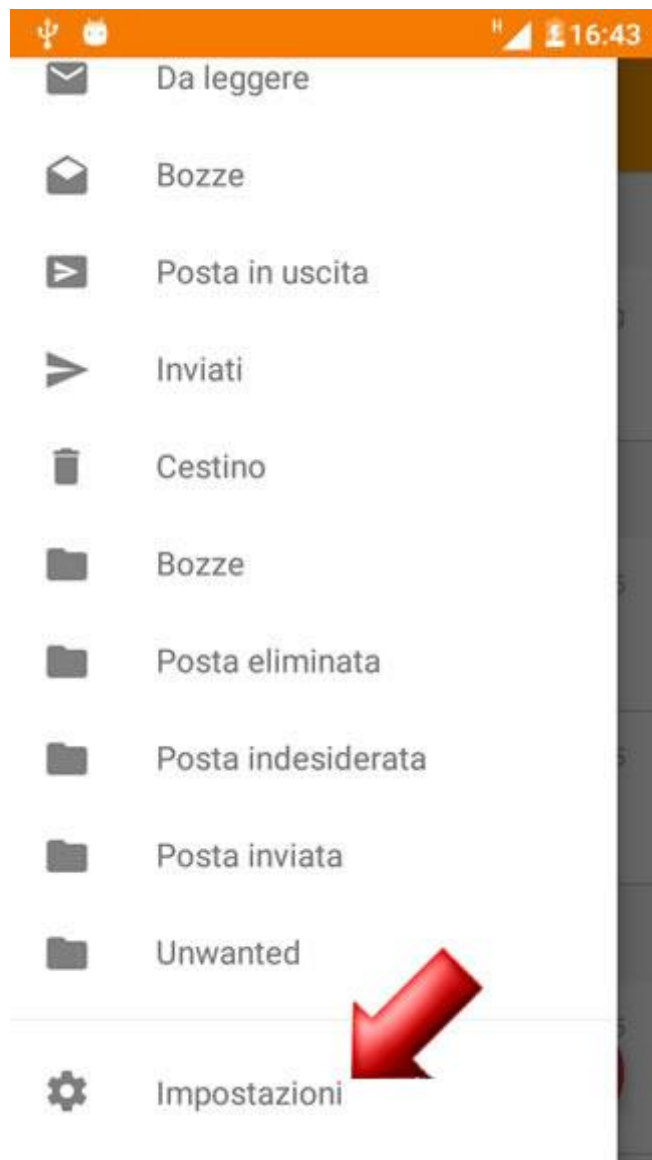 H 16:43
Da leggere
Bozze
Posta in uscita
Inviati
Cestino
Bozze
Posta eliminata
Posta indesiderata
Posta inviata
Unwanted
Impostazioni